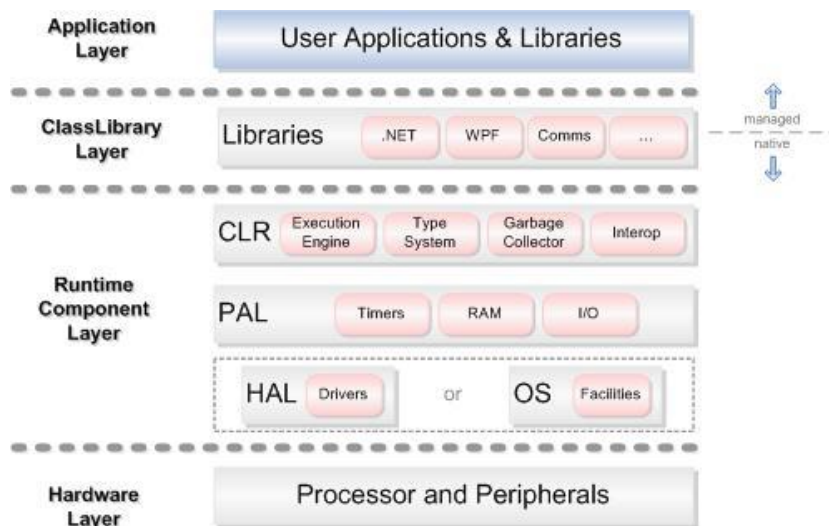 Application
Layer
User Applications & Libraries
ClassLibrary
Layer
Libraries
.NET
WPF
Comms
...
managed
native
Runtime
Component
Layer
CLR
Execution
Engine
Type
System
Garbage
Collector
Interop
PAL
Timers
RAM
I/O
HAL
Drivers
or
OS
Facilities
Hardware
Layer
Processor and Peripherals